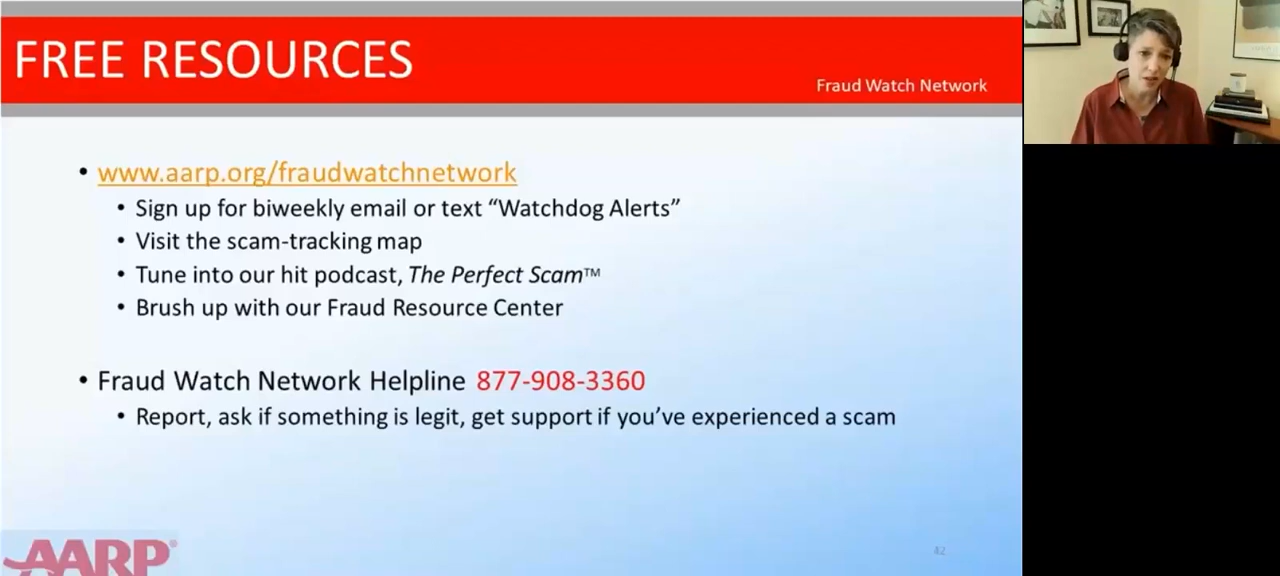 FREE RESOURCES
Fraud Watch Network
• www.aarp.org/fraudwatchnetwork
• Sign up for biweekly email or text “Watchdog Alerts”
• Visit the scam-tracking map
• Tune into our hit podcast, The Perfect Scam™
• Brush up with our Fraud Resource Center
• Fraud Watch Network Helpline 877-908-3360
• Report, ask if something is legit, get support if you’ve experienced a scam
AARP®
42